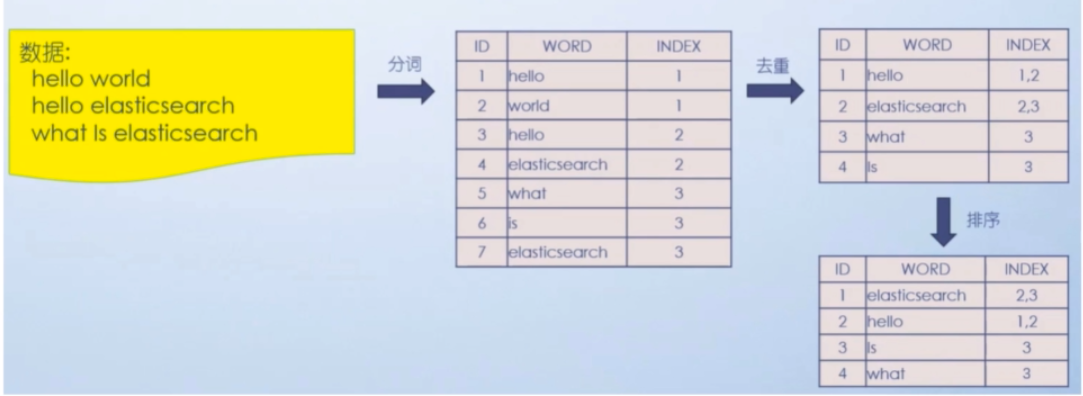 数据:
hello world
hello elasticsearch
what Is elasticsearch
分词
ID WORD INDEX
1 hello 1
2 world 1
3 hello 2
4 elasticsearch 2
5 what 3
6 is 3
7 elasticsearch 3
去重
ID WORD INDEX
1 hello 1,2
2 elasticsearch 2,3
3 what 3
4 Is 3
排序
ID WORD INDEX
1 elasticsearch 2,3
2 hello 1,2
3 Is 3
4 what 3